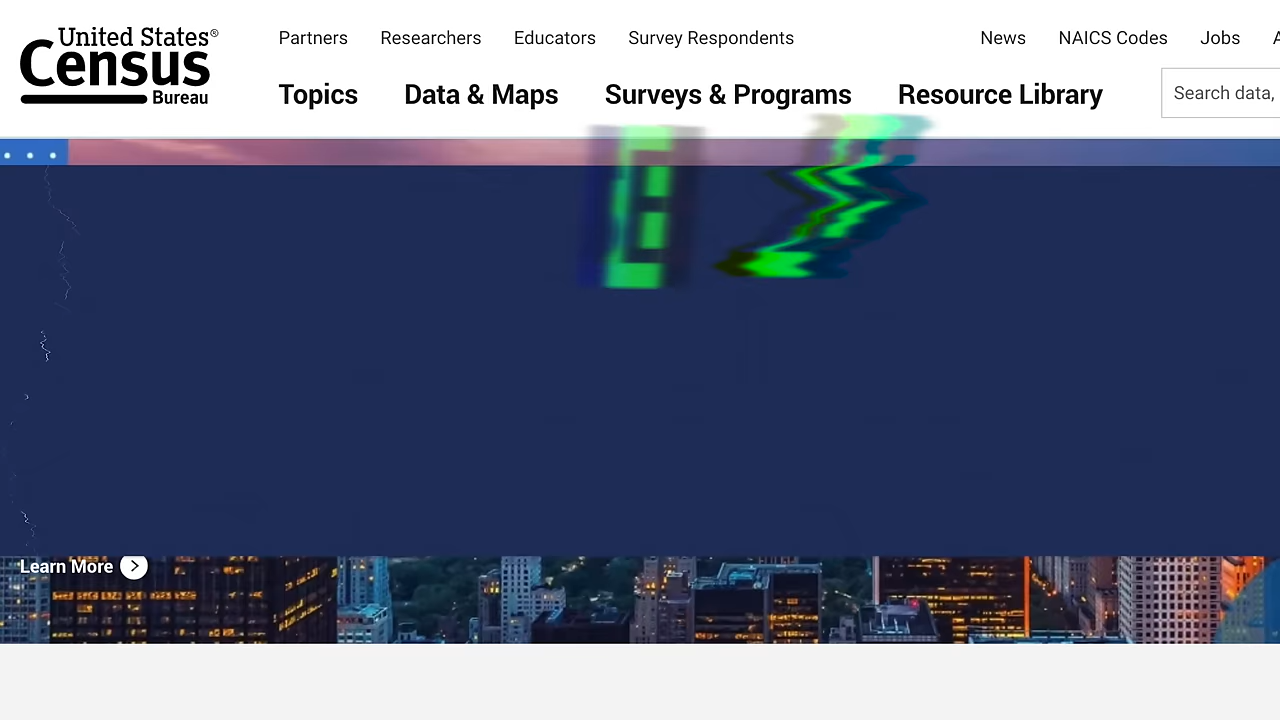 United States®
Census
Bureau
Partners Researchers Educators Survey Respondents News NAICS Codes Jobs
Topics Data & Maps Surveys & Programs Resource Library
Search data,
Learn More